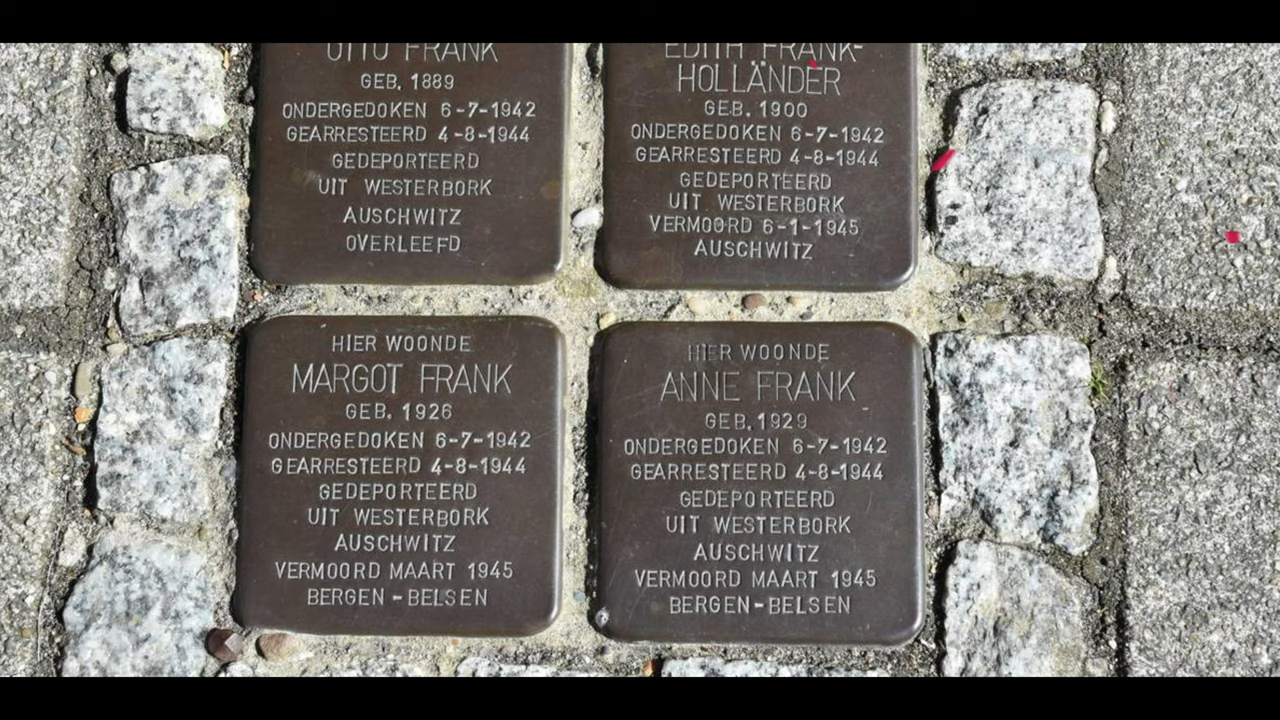 OTTO FRANK
GEB. 1889
ONDERGEDOKEN 6-7-1942
GEARRESTEERD 4-8-1944
GEDEPORTEERD
UIT WESTERBORK
AUSCHWITZ
OVERLEEFD
EDITH FRANK-
HOLLÄNDER
GEB. 1900
ONDERGEDOKEN 6-7-1942
GEARRESTEERD 4-8-1944
GEDEPORTEERD
UIT WESTERBORK
VERMOORD 6-1-1945
AUSCHWITZ
HIER WOONDE
MARGOT FRANK
GEB. 1926
ONDERGEDOKEN 6-7-1942
GEARRESTEERD 4-8-1944
GEDEPORTEERD
UIT WESTERBORK
AUSCHWITZ
VERMOORD MAART 1945
BERGEN-BELSEN
HIER WOONDE
ANNE FRANK
GEB. 1929
ONDERGEDOKEN 6-7-1942
GEARRESTEERD 4-8-1944
GEDEPORTEERD
UIT WESTERBORK
AUSCHWITZ
VERMOORD MAART 1945
BERGEN-BELSEN